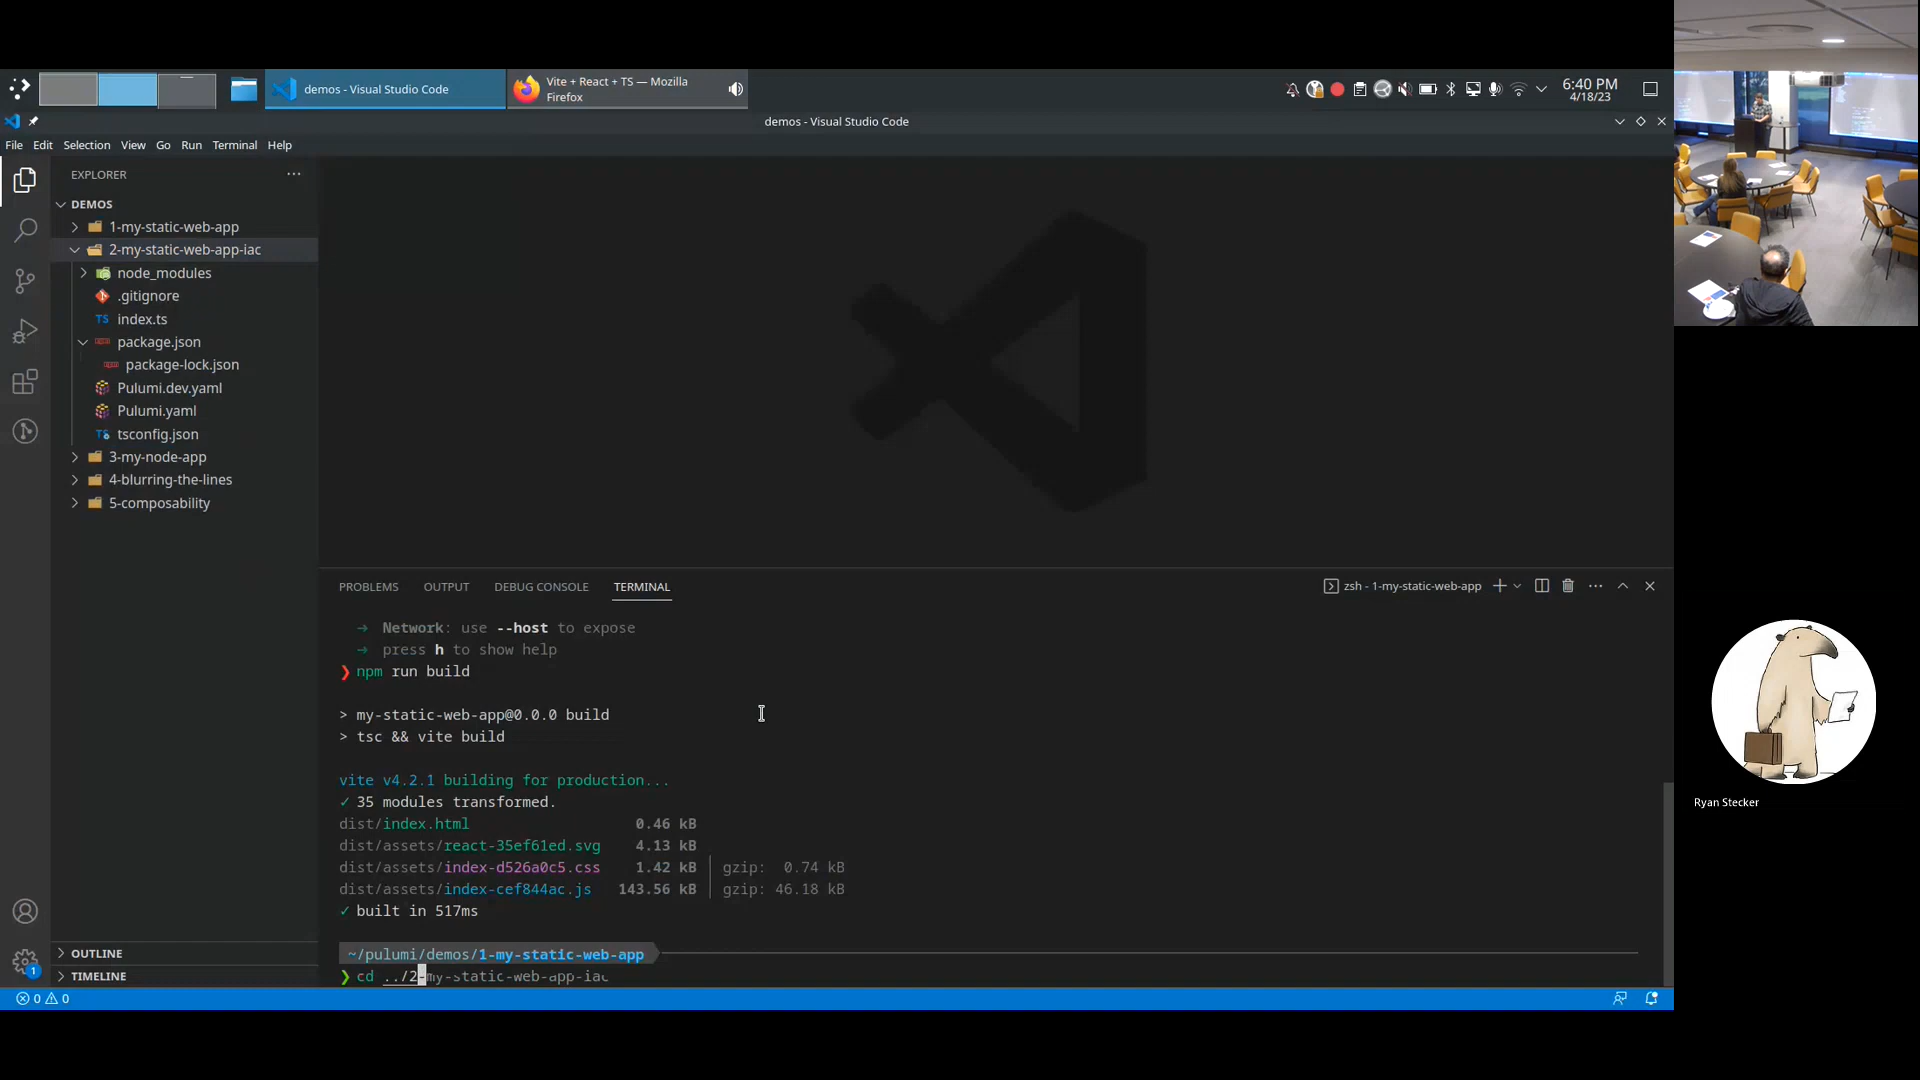 demos - Visual Studio Code
Vite + React + TS — Mozilla
Firefox
6:40 PM
4/18/23
demos - Visual Studio Code
File Edit Selection View Go Run Terminal Help
EXPLORER
DEMOS
1-my-static-web-app
2-my-static-web-app-iac
node_modules
.gitignore
TS index.ts
package.json
package-lock.json
Pulumi.dev.yaml
Pulumi.yaml
TS tsconfig.json
3-my-node-app
4-blurring-the-lines
5-composability
OUTLINE
TIMELINE
1
0 0
PROBLEMS OUTPUT DEBUG CONSOLE TERMINAL
zsh - 1-my-static-web-app
→ Network: use --host to expose
→ press h to show help
❯ npm run build
> my-static-web-app@0.0.0 build
> tsc && vite build
vite v4.2.1 building for production...
✓ 35 modules transformed.
dist/index.html 0.46 kB
dist/assets/react-35ef61ed.svg 4.13 kB
dist/assets/index-d526a0c5.css 1.42 kB │ gzip: 0.74 kB
dist/assets/index-cef844ac.js 143.56 kB │ gzip: 46.18 kB
✓ built in 517ms
~/pulumi/demos/1-my-static-web-app
❯ cd ../2-my-static-web-app-iac
Ryan Stecker